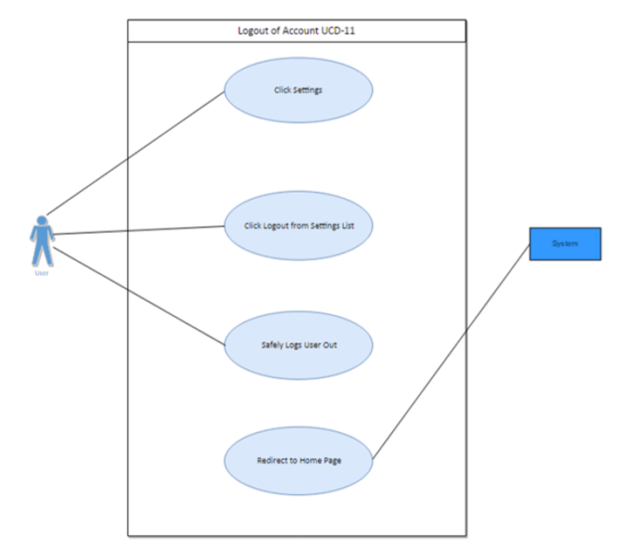 Logout of Account UCD-11
Click Settings
Click Logout from Settings List
User
System
Safely Logs User Out
Redirect to Home Page